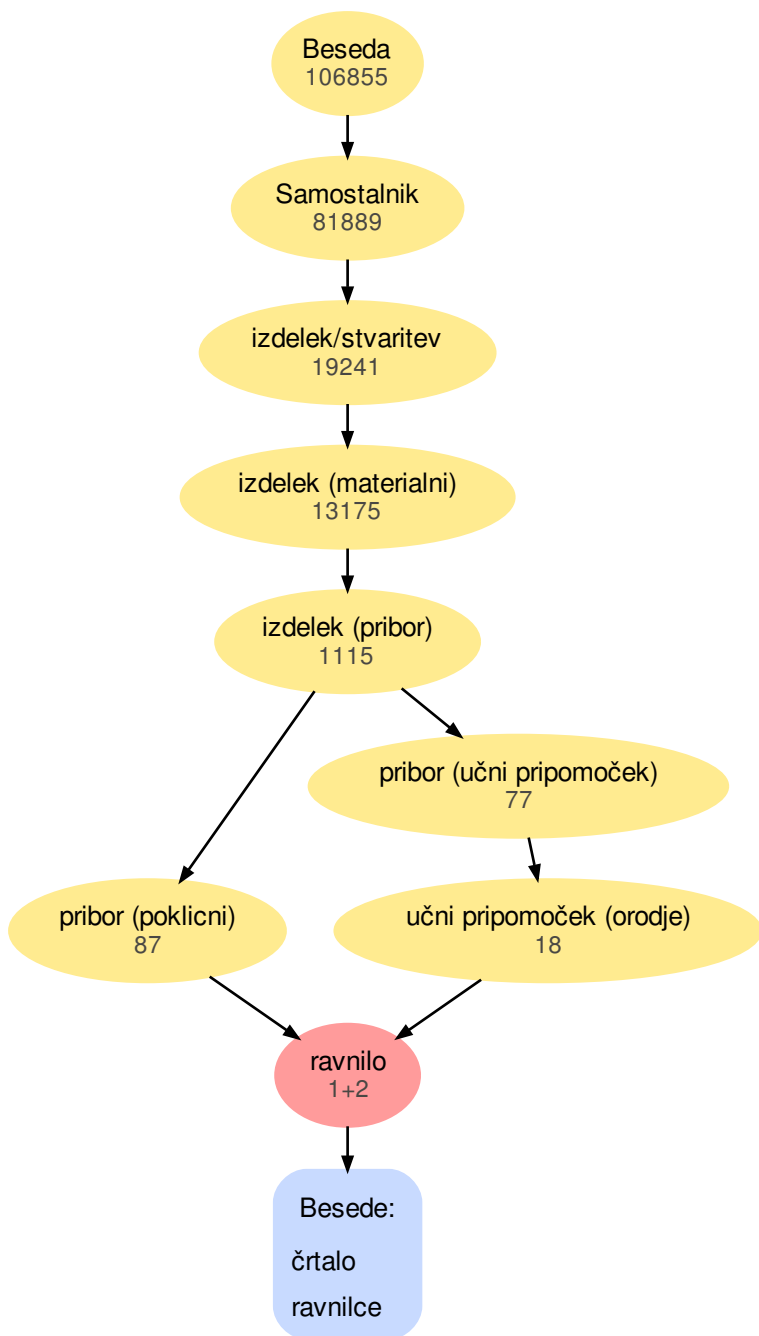 Beseda
106855
Samostalnik
81889
izdelek/stvaritev
19241
izdelek (materialni)
13175
izdelek (pribor)
1115
pribor (učni pripomoček)
77
pribor (poklicni)
87
učni pripomoček (orodje)
18
ravnilo
1+2
Besede:
črtalo
ravnilce